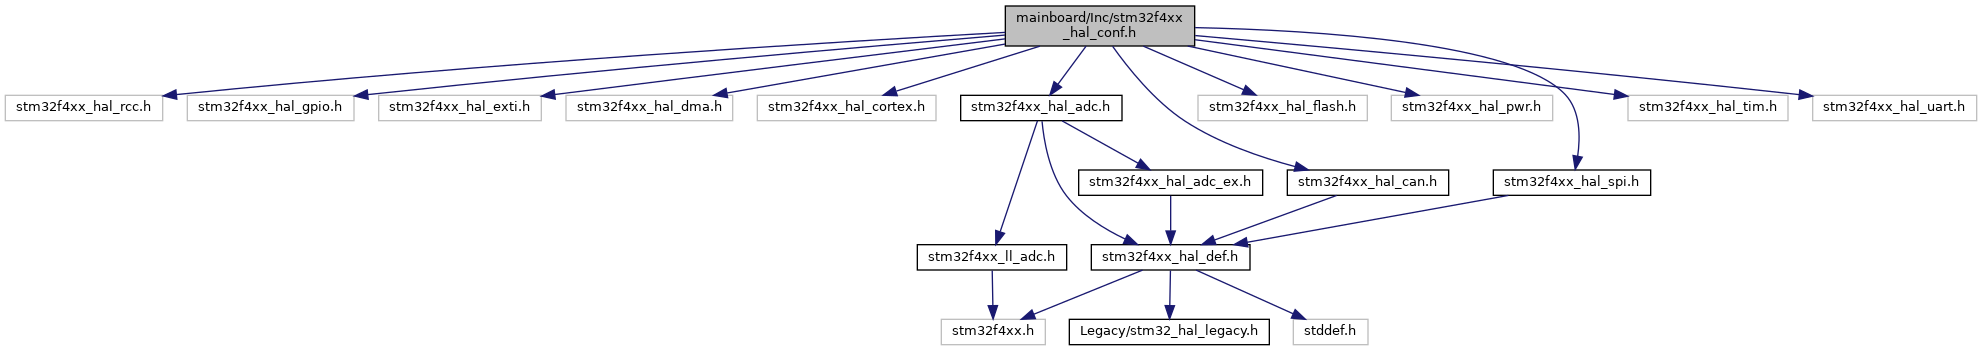 mainboard/Inc/stm32f4xx
_hal_conf.h
stm32f4xx_hal_rcc.h
stm32f4xx_hal_gpio.h
stm32f4xx_hal_exti.h
stm32f4xx_hal_dma.h
stm32f4xx_hal_cortex.h
stm32f4xx_hal_adc.h
stm32f4xx_hal_flash.h
stm32f4xx_hal_pwr.h
stm32f4xx_hal_tim.h
stm32f4xx_hal_uart.h
stm32f4xx_hal_adc_ex.h
stm32f4xx_hal_can.h
stm32f4xx_hal_spi.h
stm32f4xx_ll_adc.h
stm32f4xx_hal_def.h
stm32f4xx.h
Legacy/stm32_hal_legacy.h
stddef.h